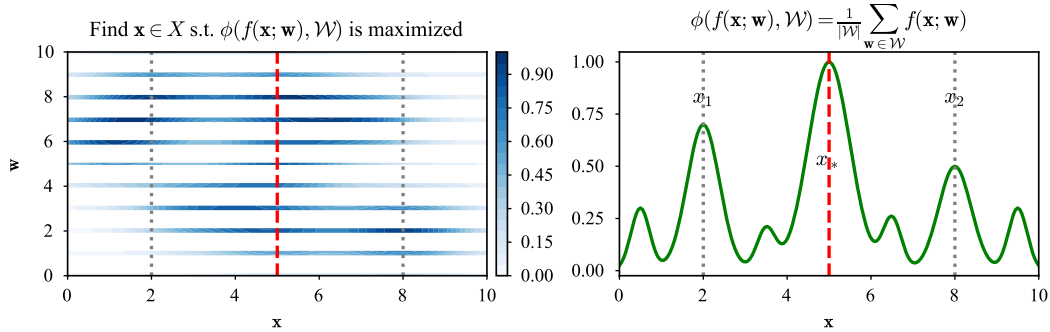 Find x ∈ X s.t. ϕ(f(x; w), 𝒲) is maximized
10
8
6
4
2
0
w
0 2 4 6 8 10
x
0.90
0.75
0.60
0.45
0.30
0.15
0.00
ϕ(f(x; w), 𝒲) = 1/|𝒲| ∑_{w ∈ 𝒲} f(x; w)
1.00
0.75
0.50
0.25
0.00
x₁
x₂
x*
0 2 4 6 8 10
x